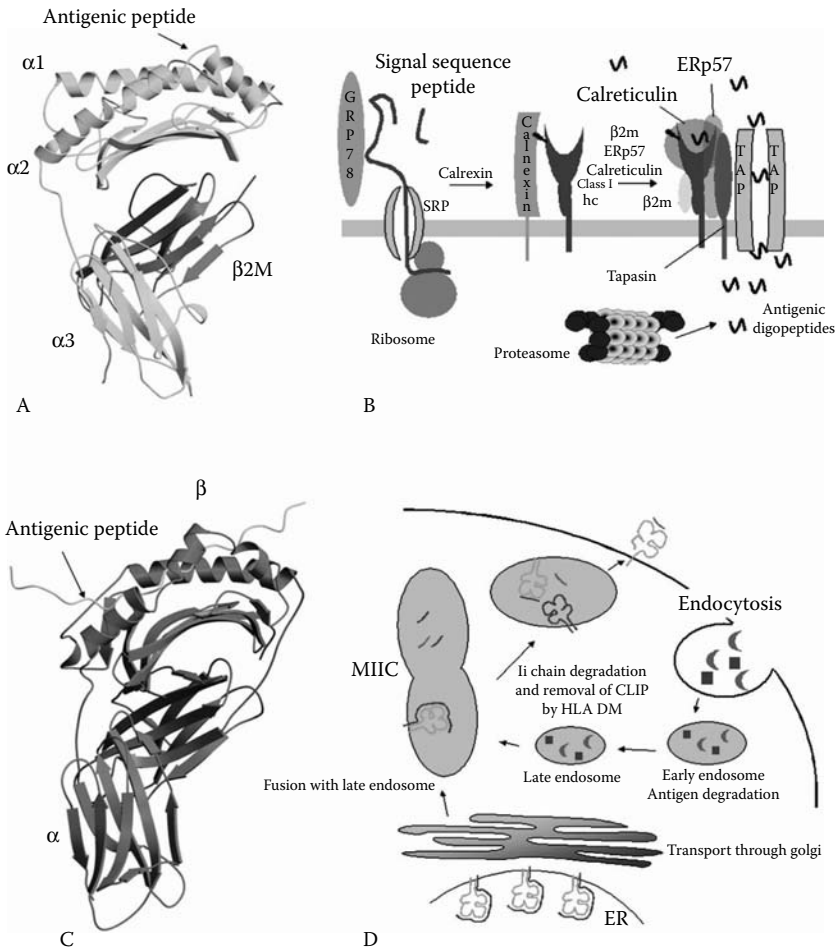 Antigenic peptide
α1
α2
β2M
α3
A
GRP78
Signal sequence
peptide
Calrexin
SRP
Ribosome
Calnexin
β2m
ERp57
Calreticulin
Class I
hc
β2m
Calreticulin
ERp57
TAP
TAP
Tapasin
Proteasome
Antigenic
digopeptides
B
β
Antigenic peptide
α
C
MIIC
Endocytosis
Ii chain degradation
and removal of CLIP
by HLA DM
Late endosome
Early endosome
Antigen degradation
Fusion with late endosome
Transport through golgi
ER
D